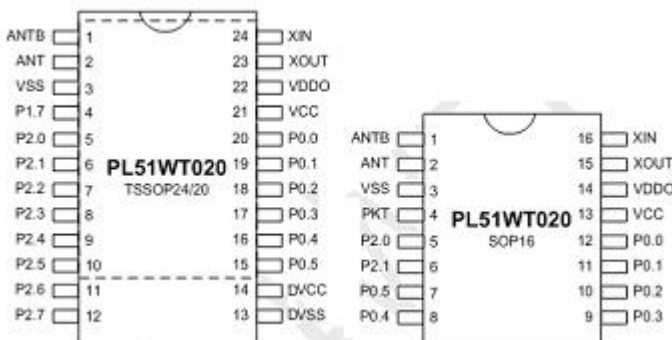 ANTB 1 24 XIN
ANT 2 23 XOUT
VSS 3 22 VDDO
P1.7 4 21 VCC
P2.0 5 20 P0.0
P2.1 6 19 P0.1
P2.2 7 18 P0.2
P2.3 8 17 P0.3
P2.4 9 16 P0.4
P2.5 10 15 P0.5
P2.6 11 14 DVCC
P2.7 12 13 DVSS
PL51WT020
TSSOP24/20
ANTB 1 16 XIN
ANT 2 15 XOUT
VSS 3 14 VDDO
PKT 4 13 VCC
P2.0 5 12 P0.0
P2.1 6 11 P0.1
P0.5 7 10 P0.2
P0.4 8 9 P0.3
PL51WT020
SOP16